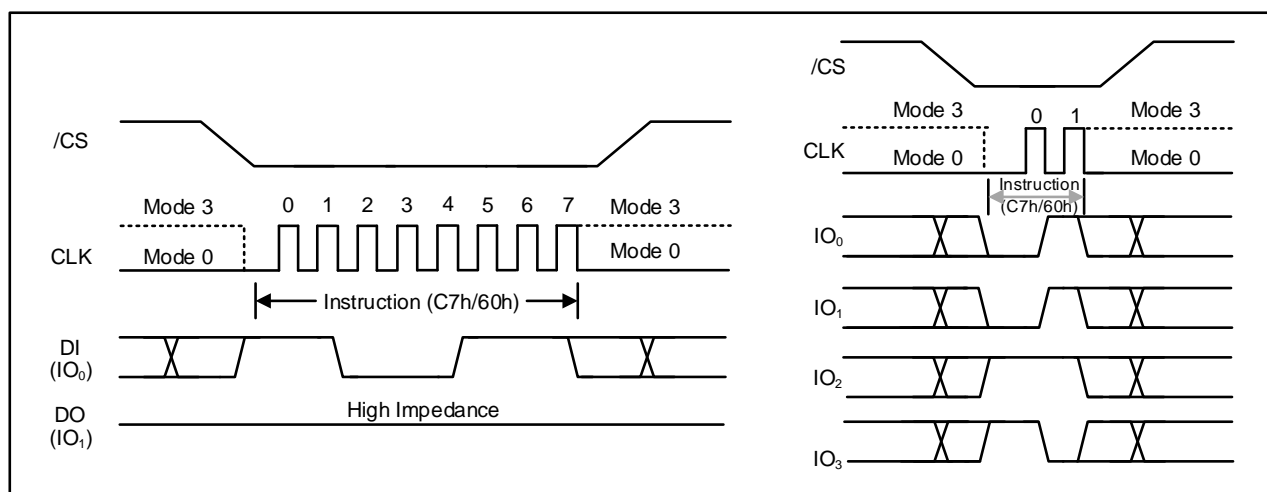 /CS
Mode 3
0 1 2 3 4 5 6 7
Mode 3
CLK
Mode 0
Mode 0
Instruction (C7h/60h)
DI
(IO₀)
DO
(IO₁)
High Impedance
/CS
Mode 3
0 1
Mode 3
CLK
Mode 0
Mode 0
Instruction
(C7h/60h)
IO₀
IO₁
IO₂
IO₃